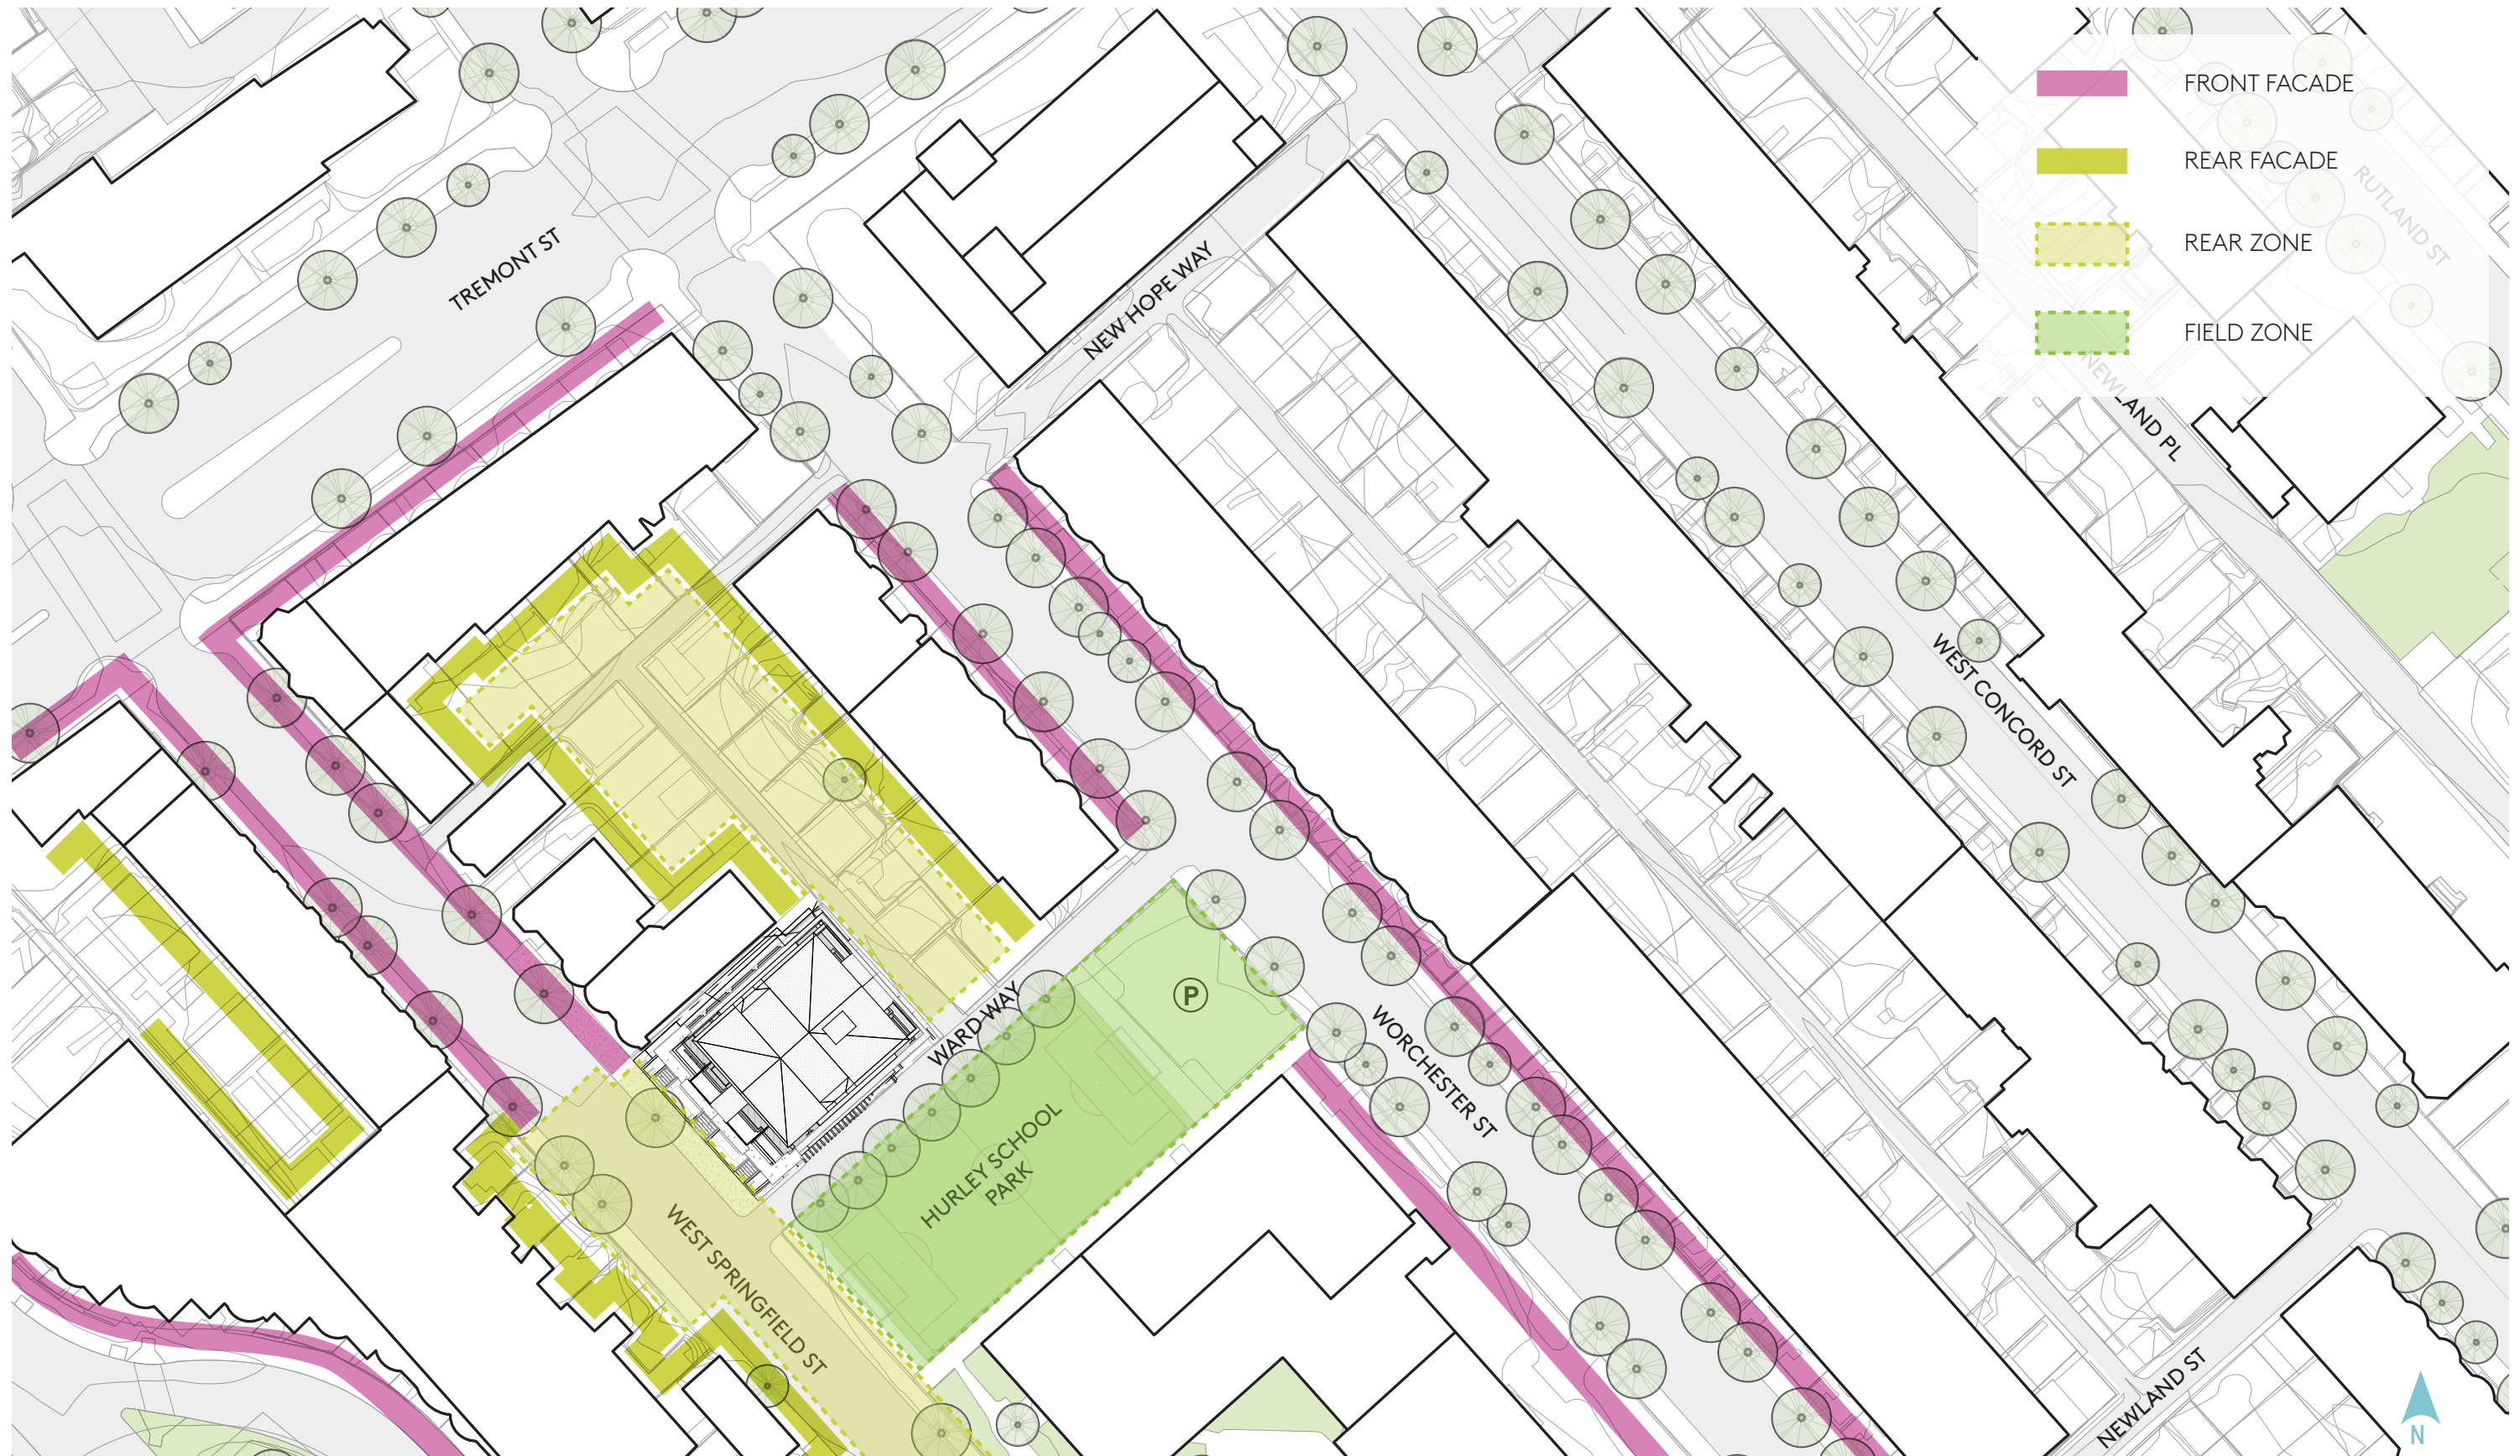 FRONT FACADE
REAR FACADE
REAR ZONE
FIELD ZONE
RUTLAND ST
TREMONT ST
NEW HOPE WAY
NEWLAND PL
WEST CONCORD ST
WARD WAY
P
WORCHESTER ST
HURLEY SCHOOL
PARK
WEST SPRINGFIELD ST
NEWLAND ST
N